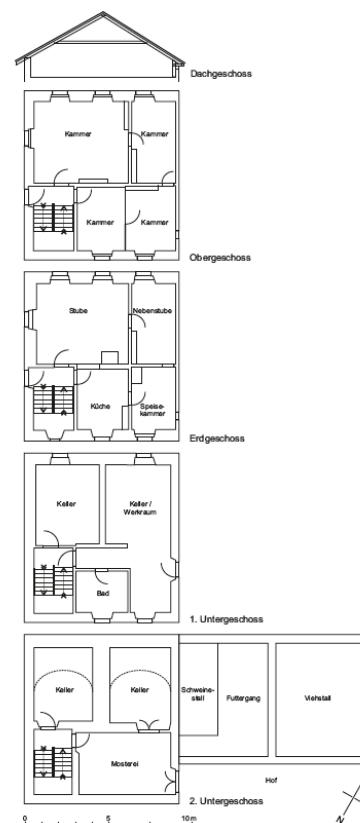 Dachgeschoss
Kammer
Kammer
Kammer
Kammer
Obergeschoss
Stube
Nebenstube
Küche
Speise-
kammer
Erdgeschoss
Keller
Keller /
Werkraum
Bad
1. Untergeschoss
Keller
Keller
Schweine-
stall
Futtergang
Viehstall
Mosterei
Hof
2. Untergeschoss
0 5 10m
N